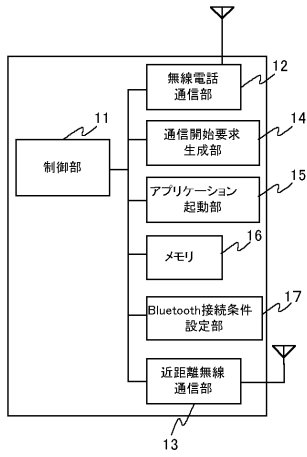 無線電話
通信部
12
11
制御部
通信開始要求
生成部
14
アプリケーション
起動部
15
メモリ
16
Bluetooth接続条件
設定部
17
近距離無線
通信部
13